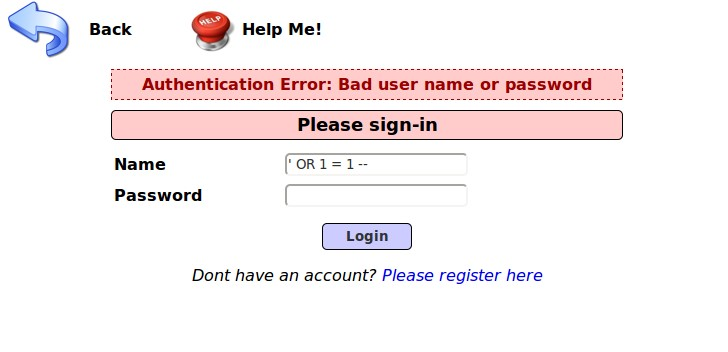 Back
Help Me!
HELP
Authentication Error: Bad user name or password
Please sign-in
Name
' OR 1 = 1 --
Password
Login
Dont have an account? Please register here